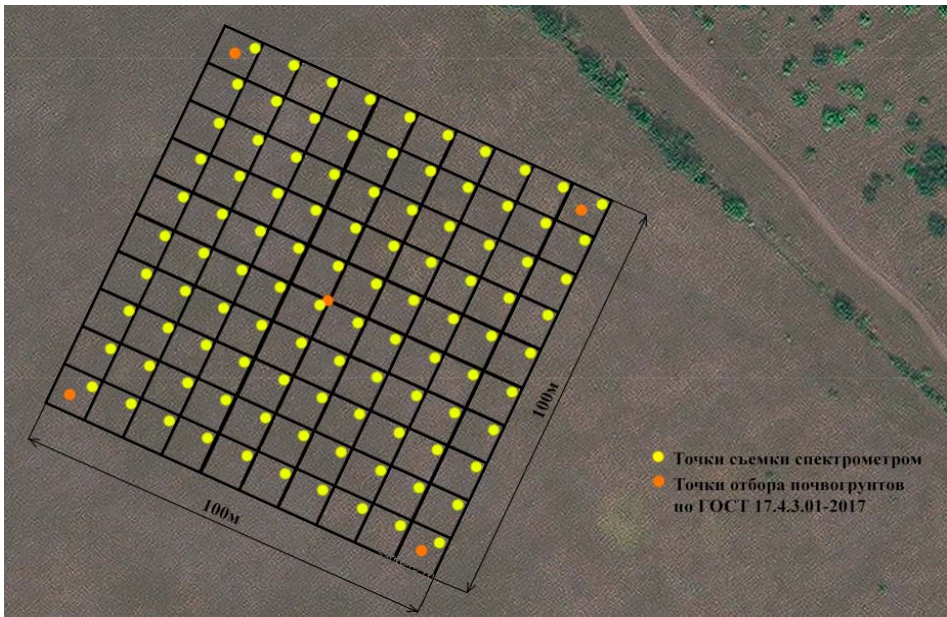 100м
100м
Точки съемки спектрометром
Точки отбора почвогрунтов
по ГОСТ 17.4.3.01-2017